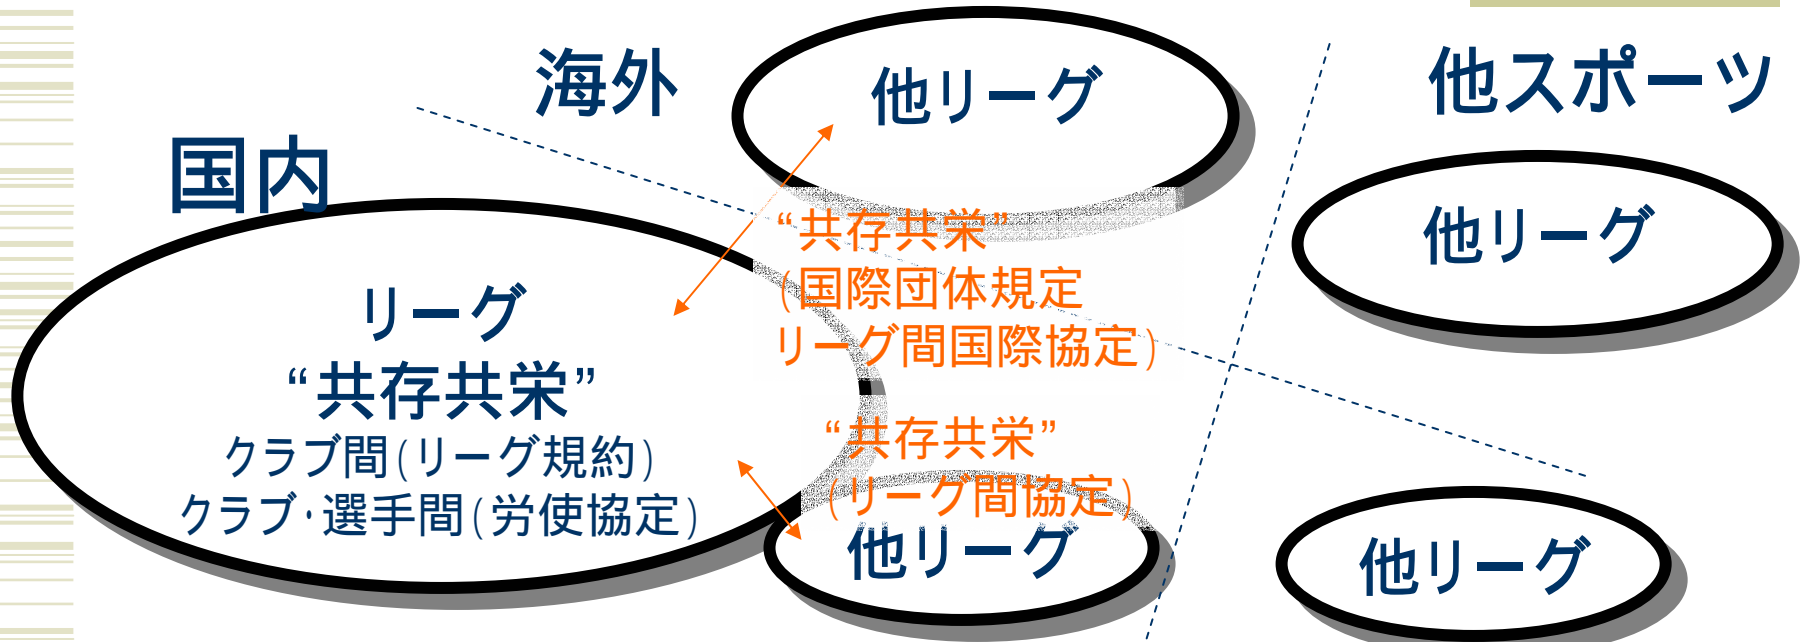 海外
他リーグ
他スポーツ
国内
他リーグ
“共存共栄”
(国際団体規定
リーグ間国際協定)
リーグ
“共存共栄”
クラブ間(リーグ規約)
クラブ・選手間(労使協定)
“共存共栄”
(リーグ間協定)
他リーグ
他リーグ